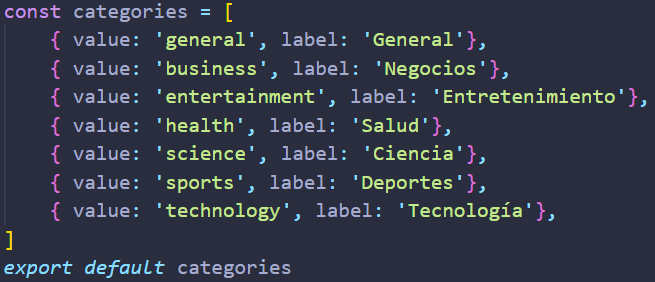 const categories = [
    { value: 'general', label: 'General'},
    { value: 'business', label: 'Negocios'},
    { value: 'entertainment', label: 'Entretenimiento'},
    { value: 'health', label: 'Salud'},
    { value: 'science', label: 'Ciencia'},
    { value: 'sports', label: 'Deportes'},
    { value: 'technology', label: 'Tecnología'},
]
export default categories